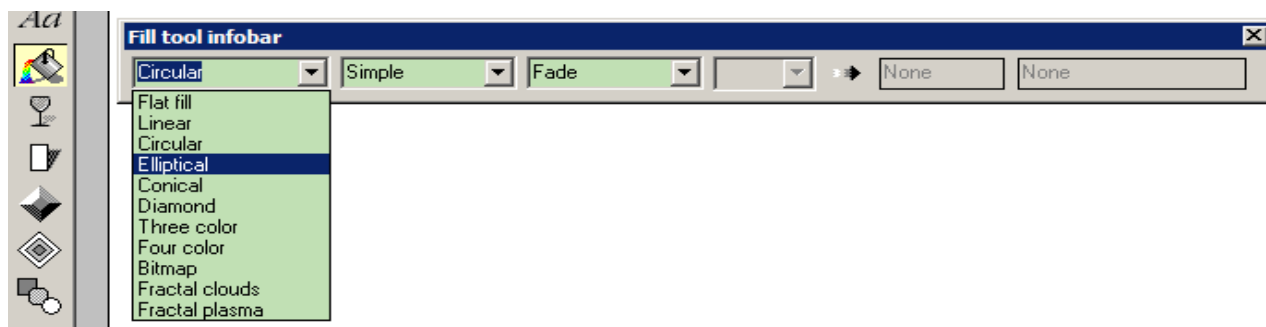 Aa
Fill tool infobar
Circular Simple Fade None None
Flat fill
Linear
Circular
Elliptical
Conical
Diamond
Three color
Four color
Bitmap
Fractal clouds
Fractal plasma